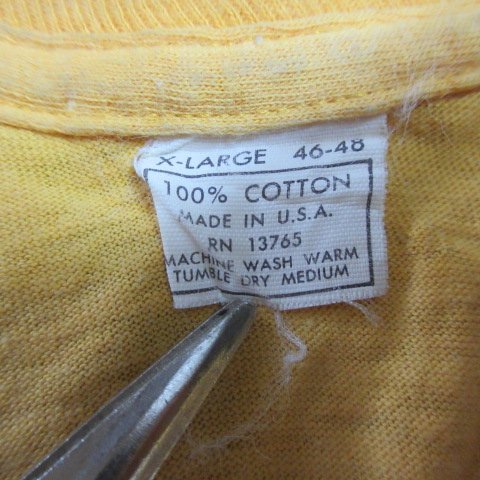 X-LARGE 46-48
100% COTTON
MADE IN U.S.A.
RN 13765
MACHINE WASH WARM
TUMBLE DRY MEDIUM